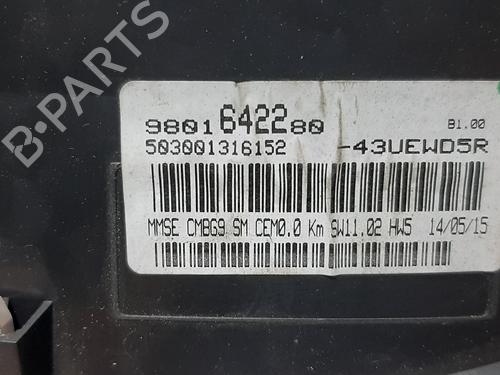 B-PARTS
9801642280 B1.00
503001316152 -43UEWD5R
MMSE CMBG9 SM CEM0.0 Km SW11.02 HW5 14/05/15